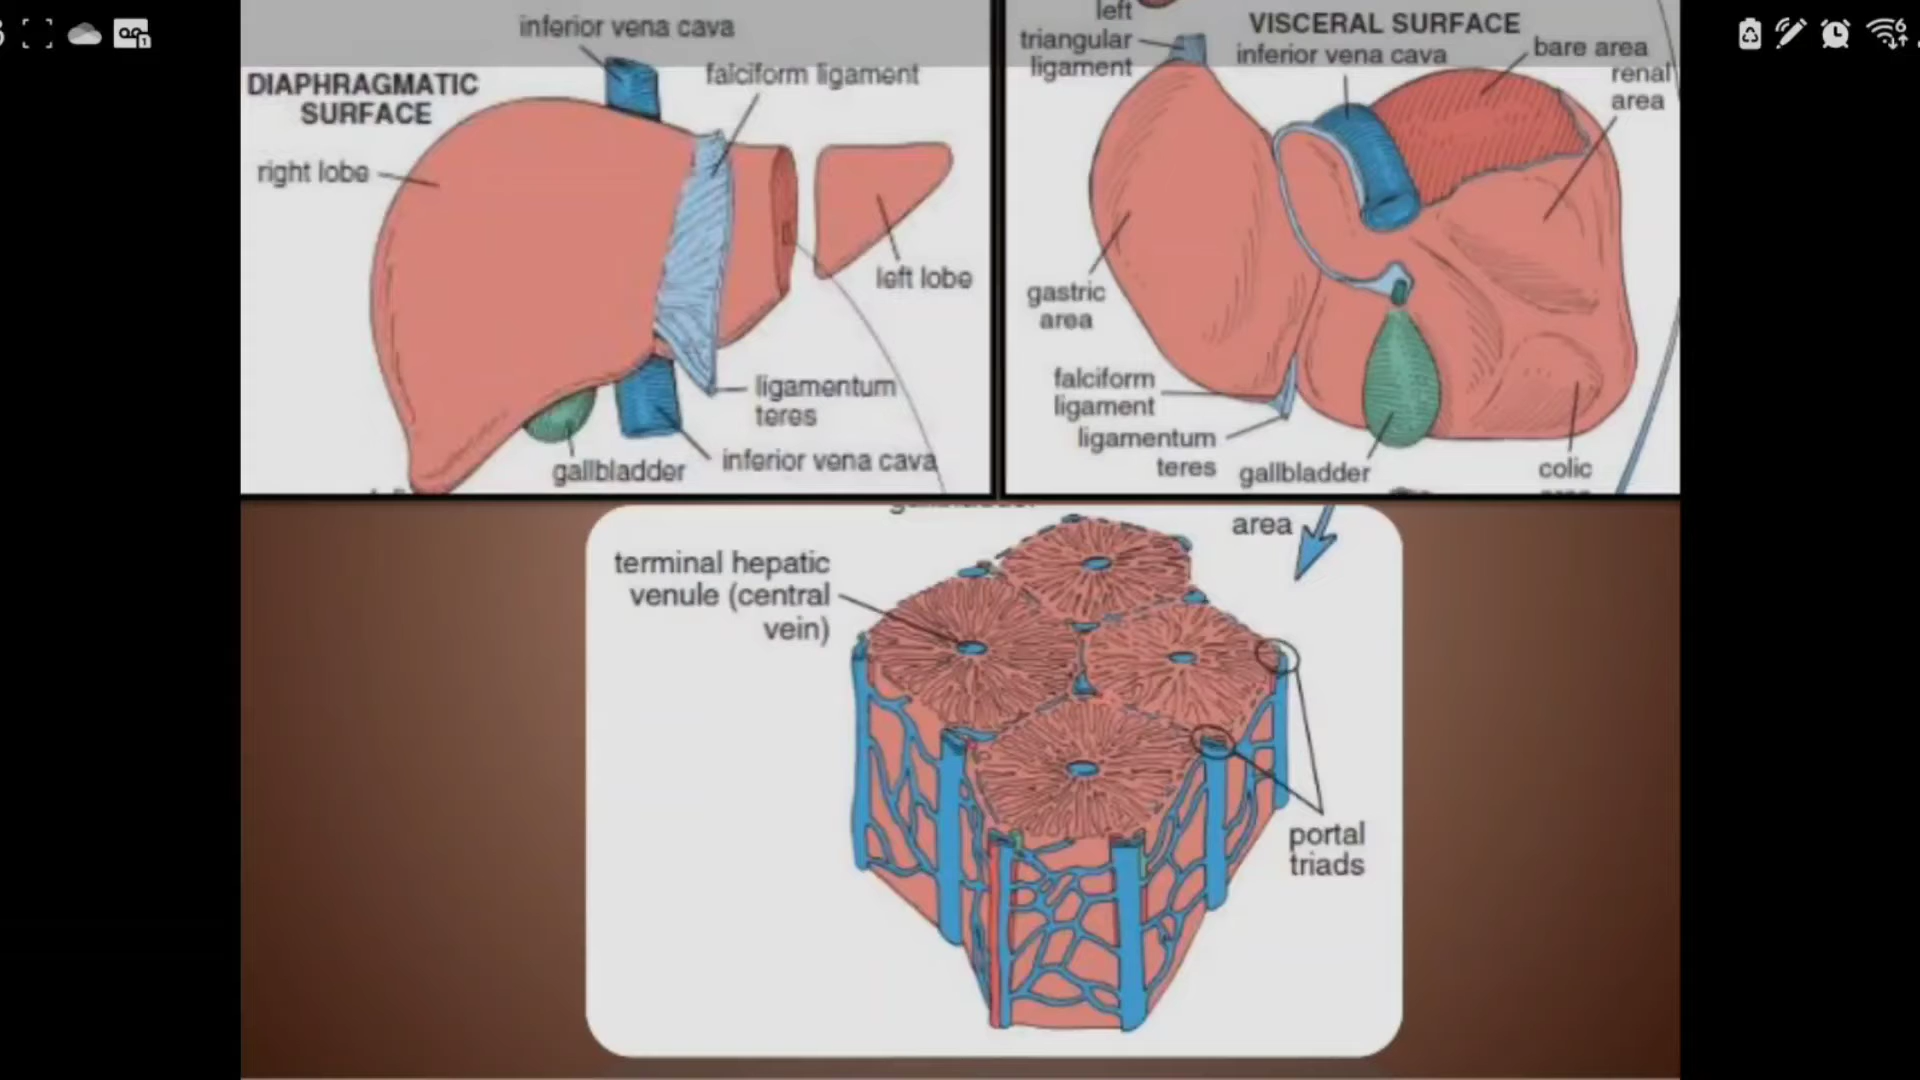 inferior vena cava
DIAPHRAGMATIC
SURFACE
falciform ligament
right lobe
left lobe
ligamentum
teres
inferior vena cava
gallbladder
left
triangular
ligament
VISCERAL SURFACE
inferior vena cava
bare area
renal
area
gastric
area
falciform
ligament
ligamentum
teres
gallbladder
colic
area
terminal hepatic
venule (central
vein)
portal
triads